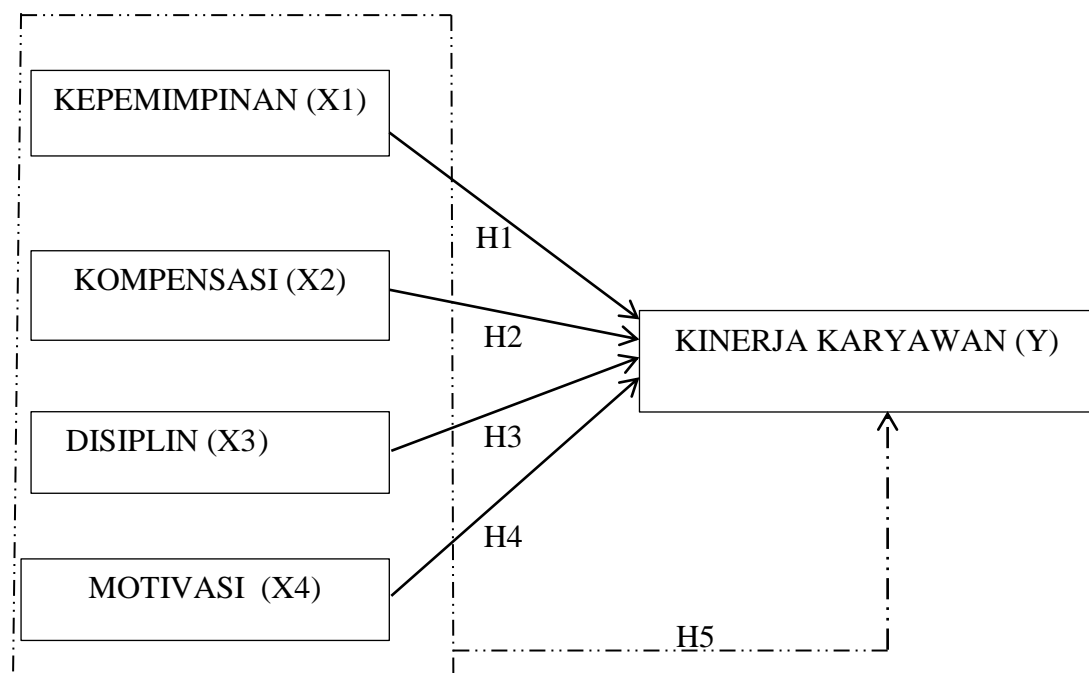 KEPEMIMPINAN (X1)
H1
KOMPENSASI (X2)
H2
KINERJA KARYAWAN (Y)
DISIPLIN (X3)
H3
H4
MOTIVASI (X4)
H5